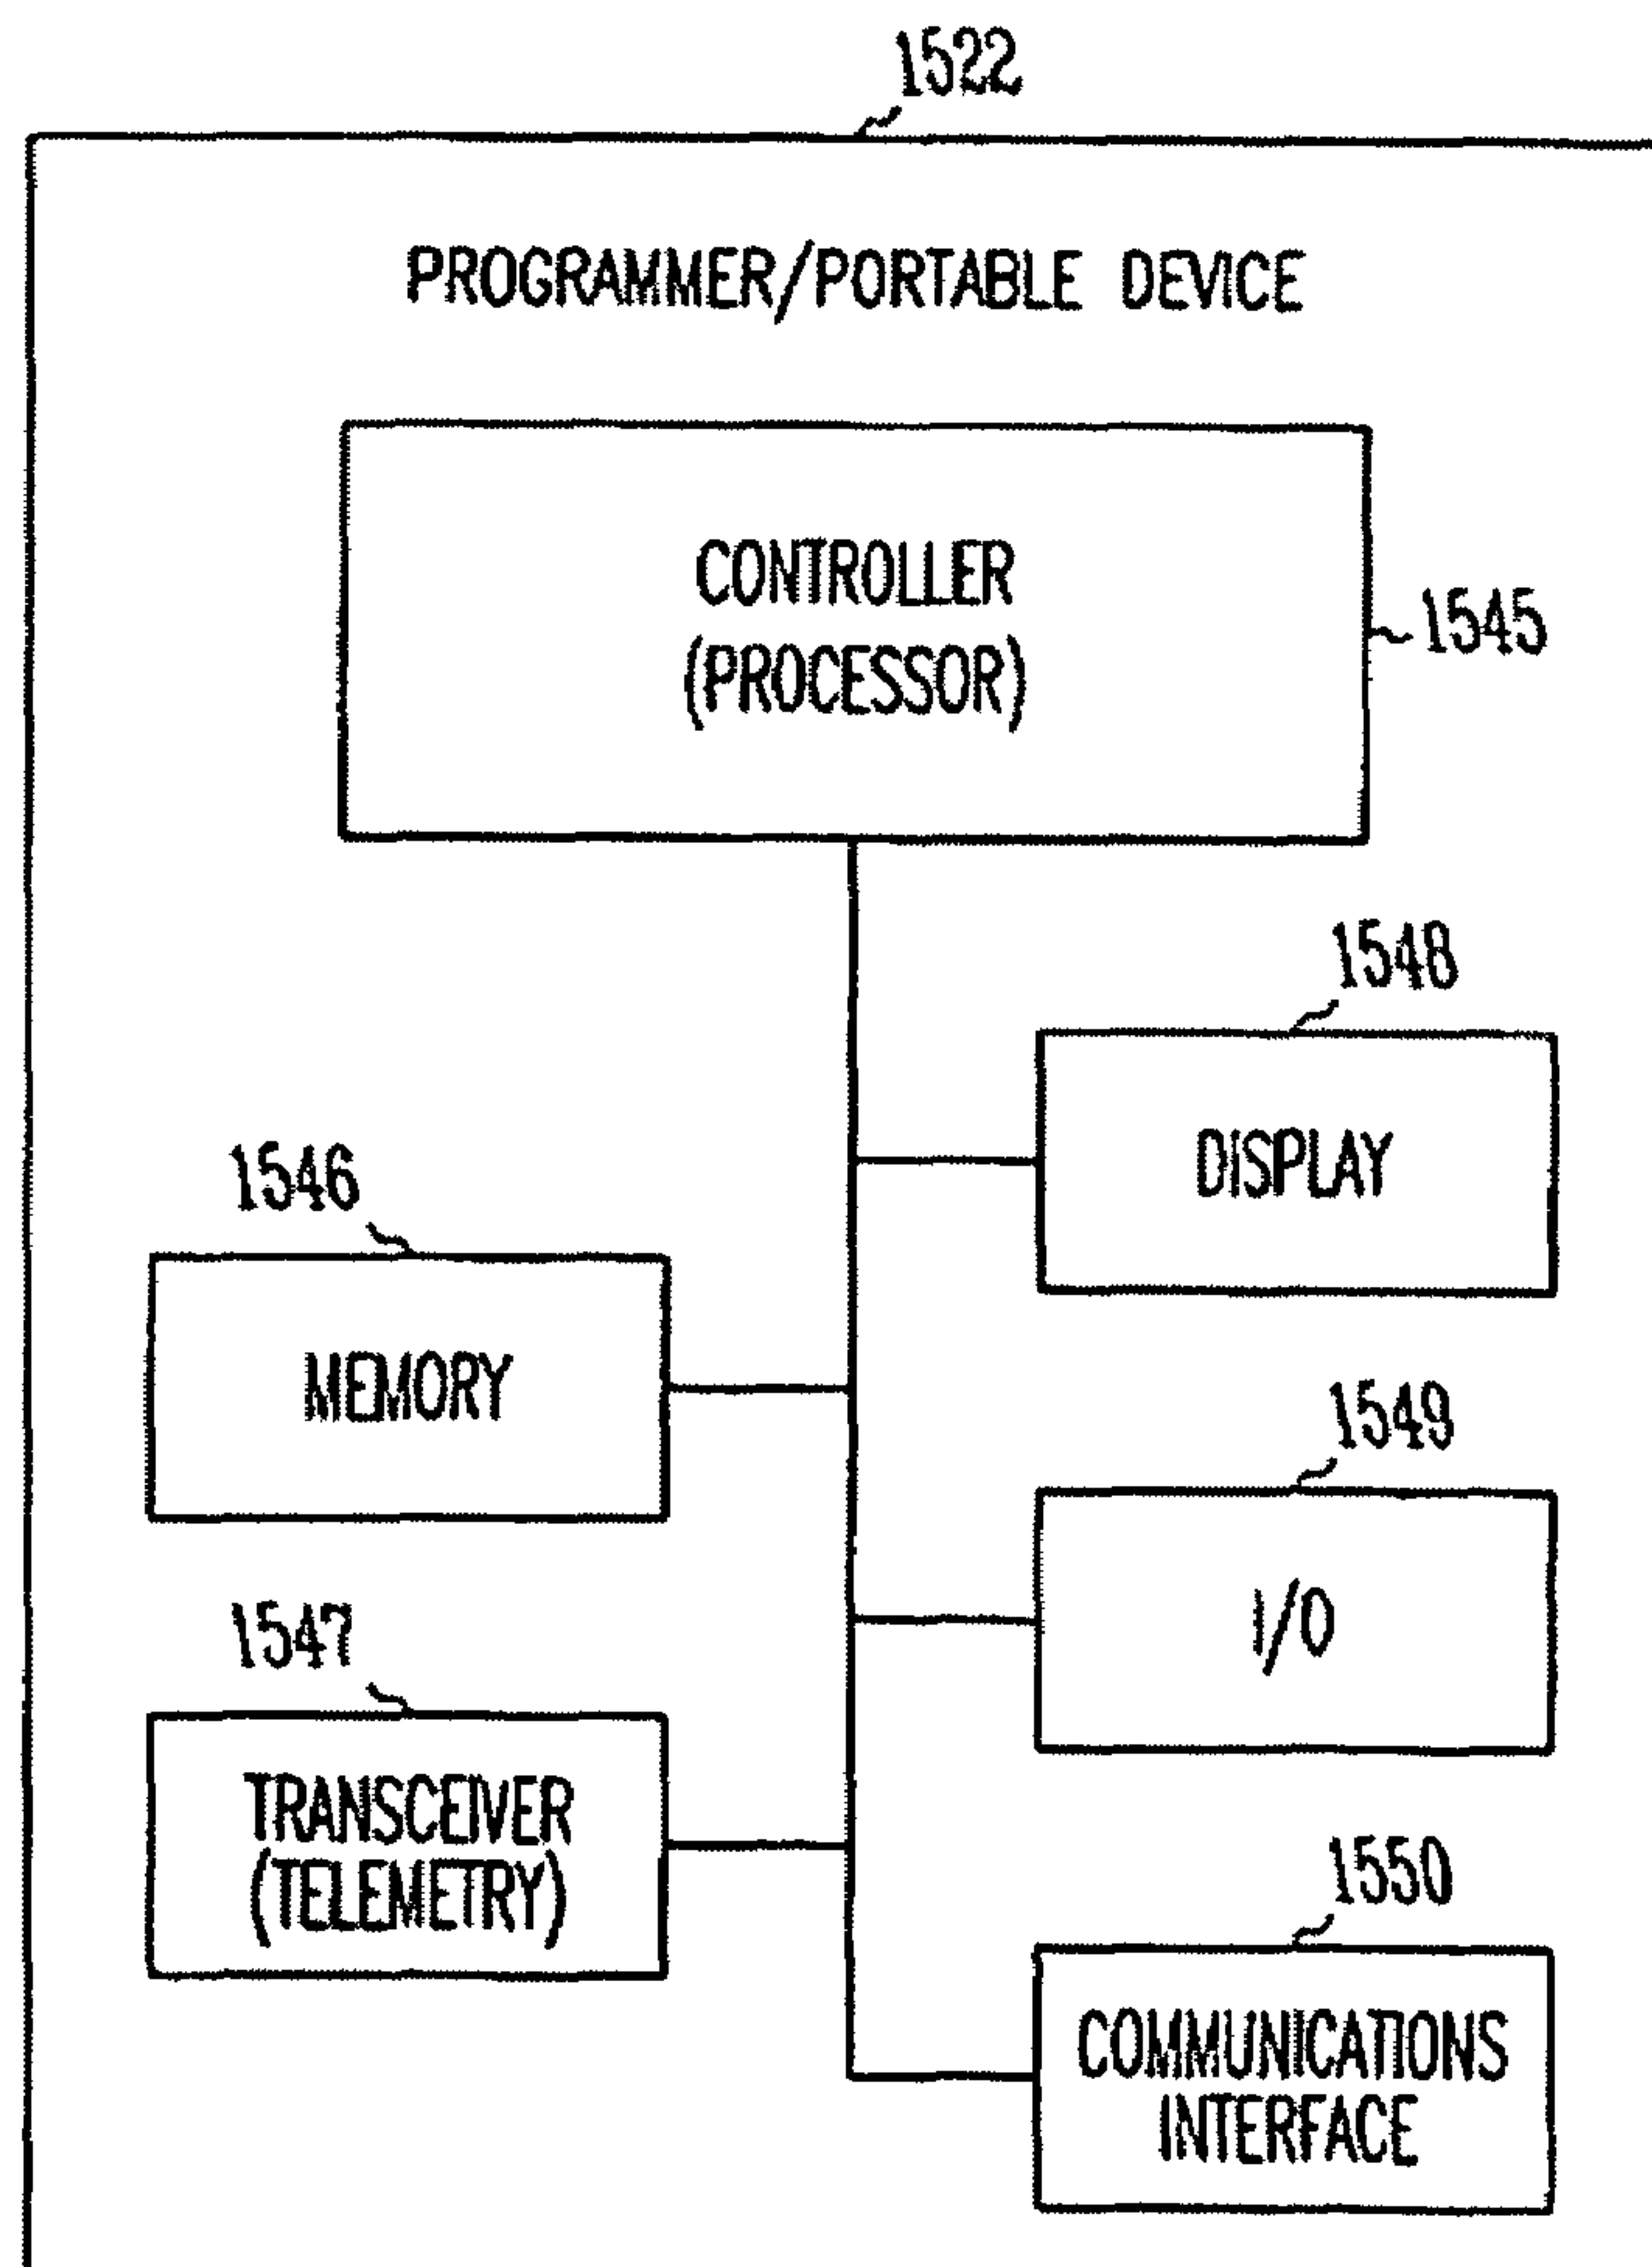 1522
PROGRAMMER/PORTABLE DEVICE
CONTROLLER
(PROCESSOR)
1545
1548
DISPLAY
1546
MEMORY
1549
I/O
1547
TRANSCEIVER
(TELEMETRY)
1550
COMMUNICATIONS
INTERFACE